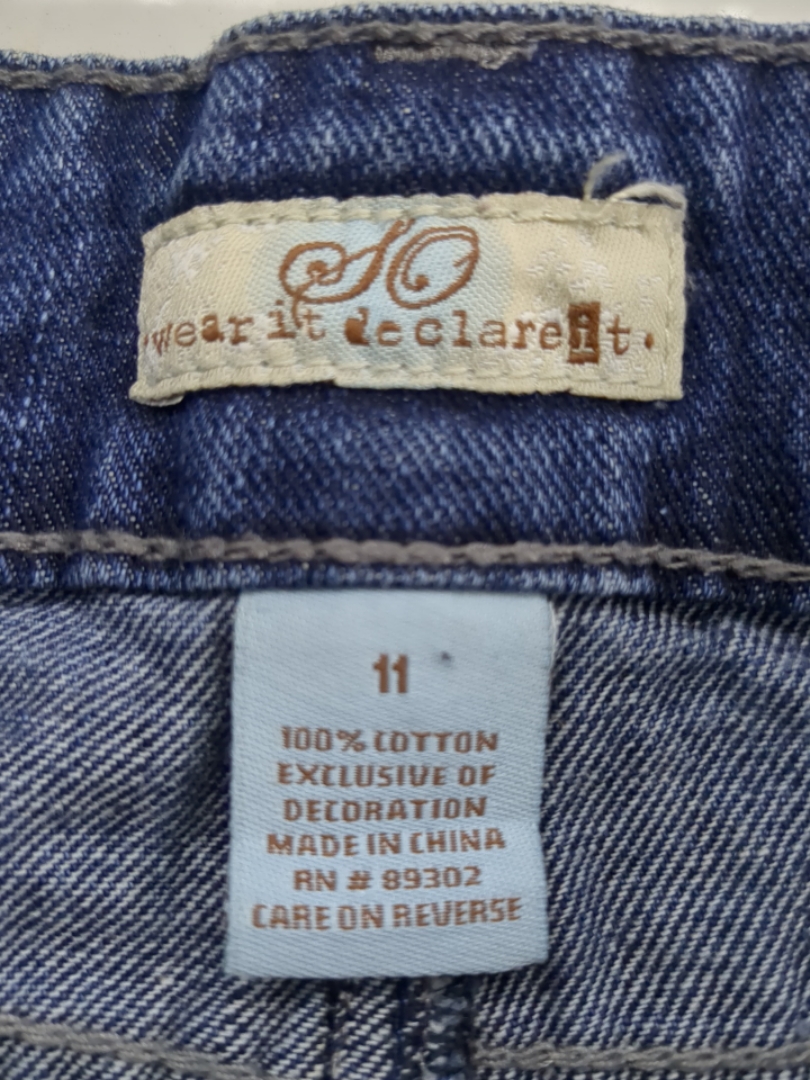 SO
•wear it declare it•
11
100% COTTON
EXCLUSIVE OF
DECORATION
MADE IN CHINA
RN # 89302
CARE ON REVERSE